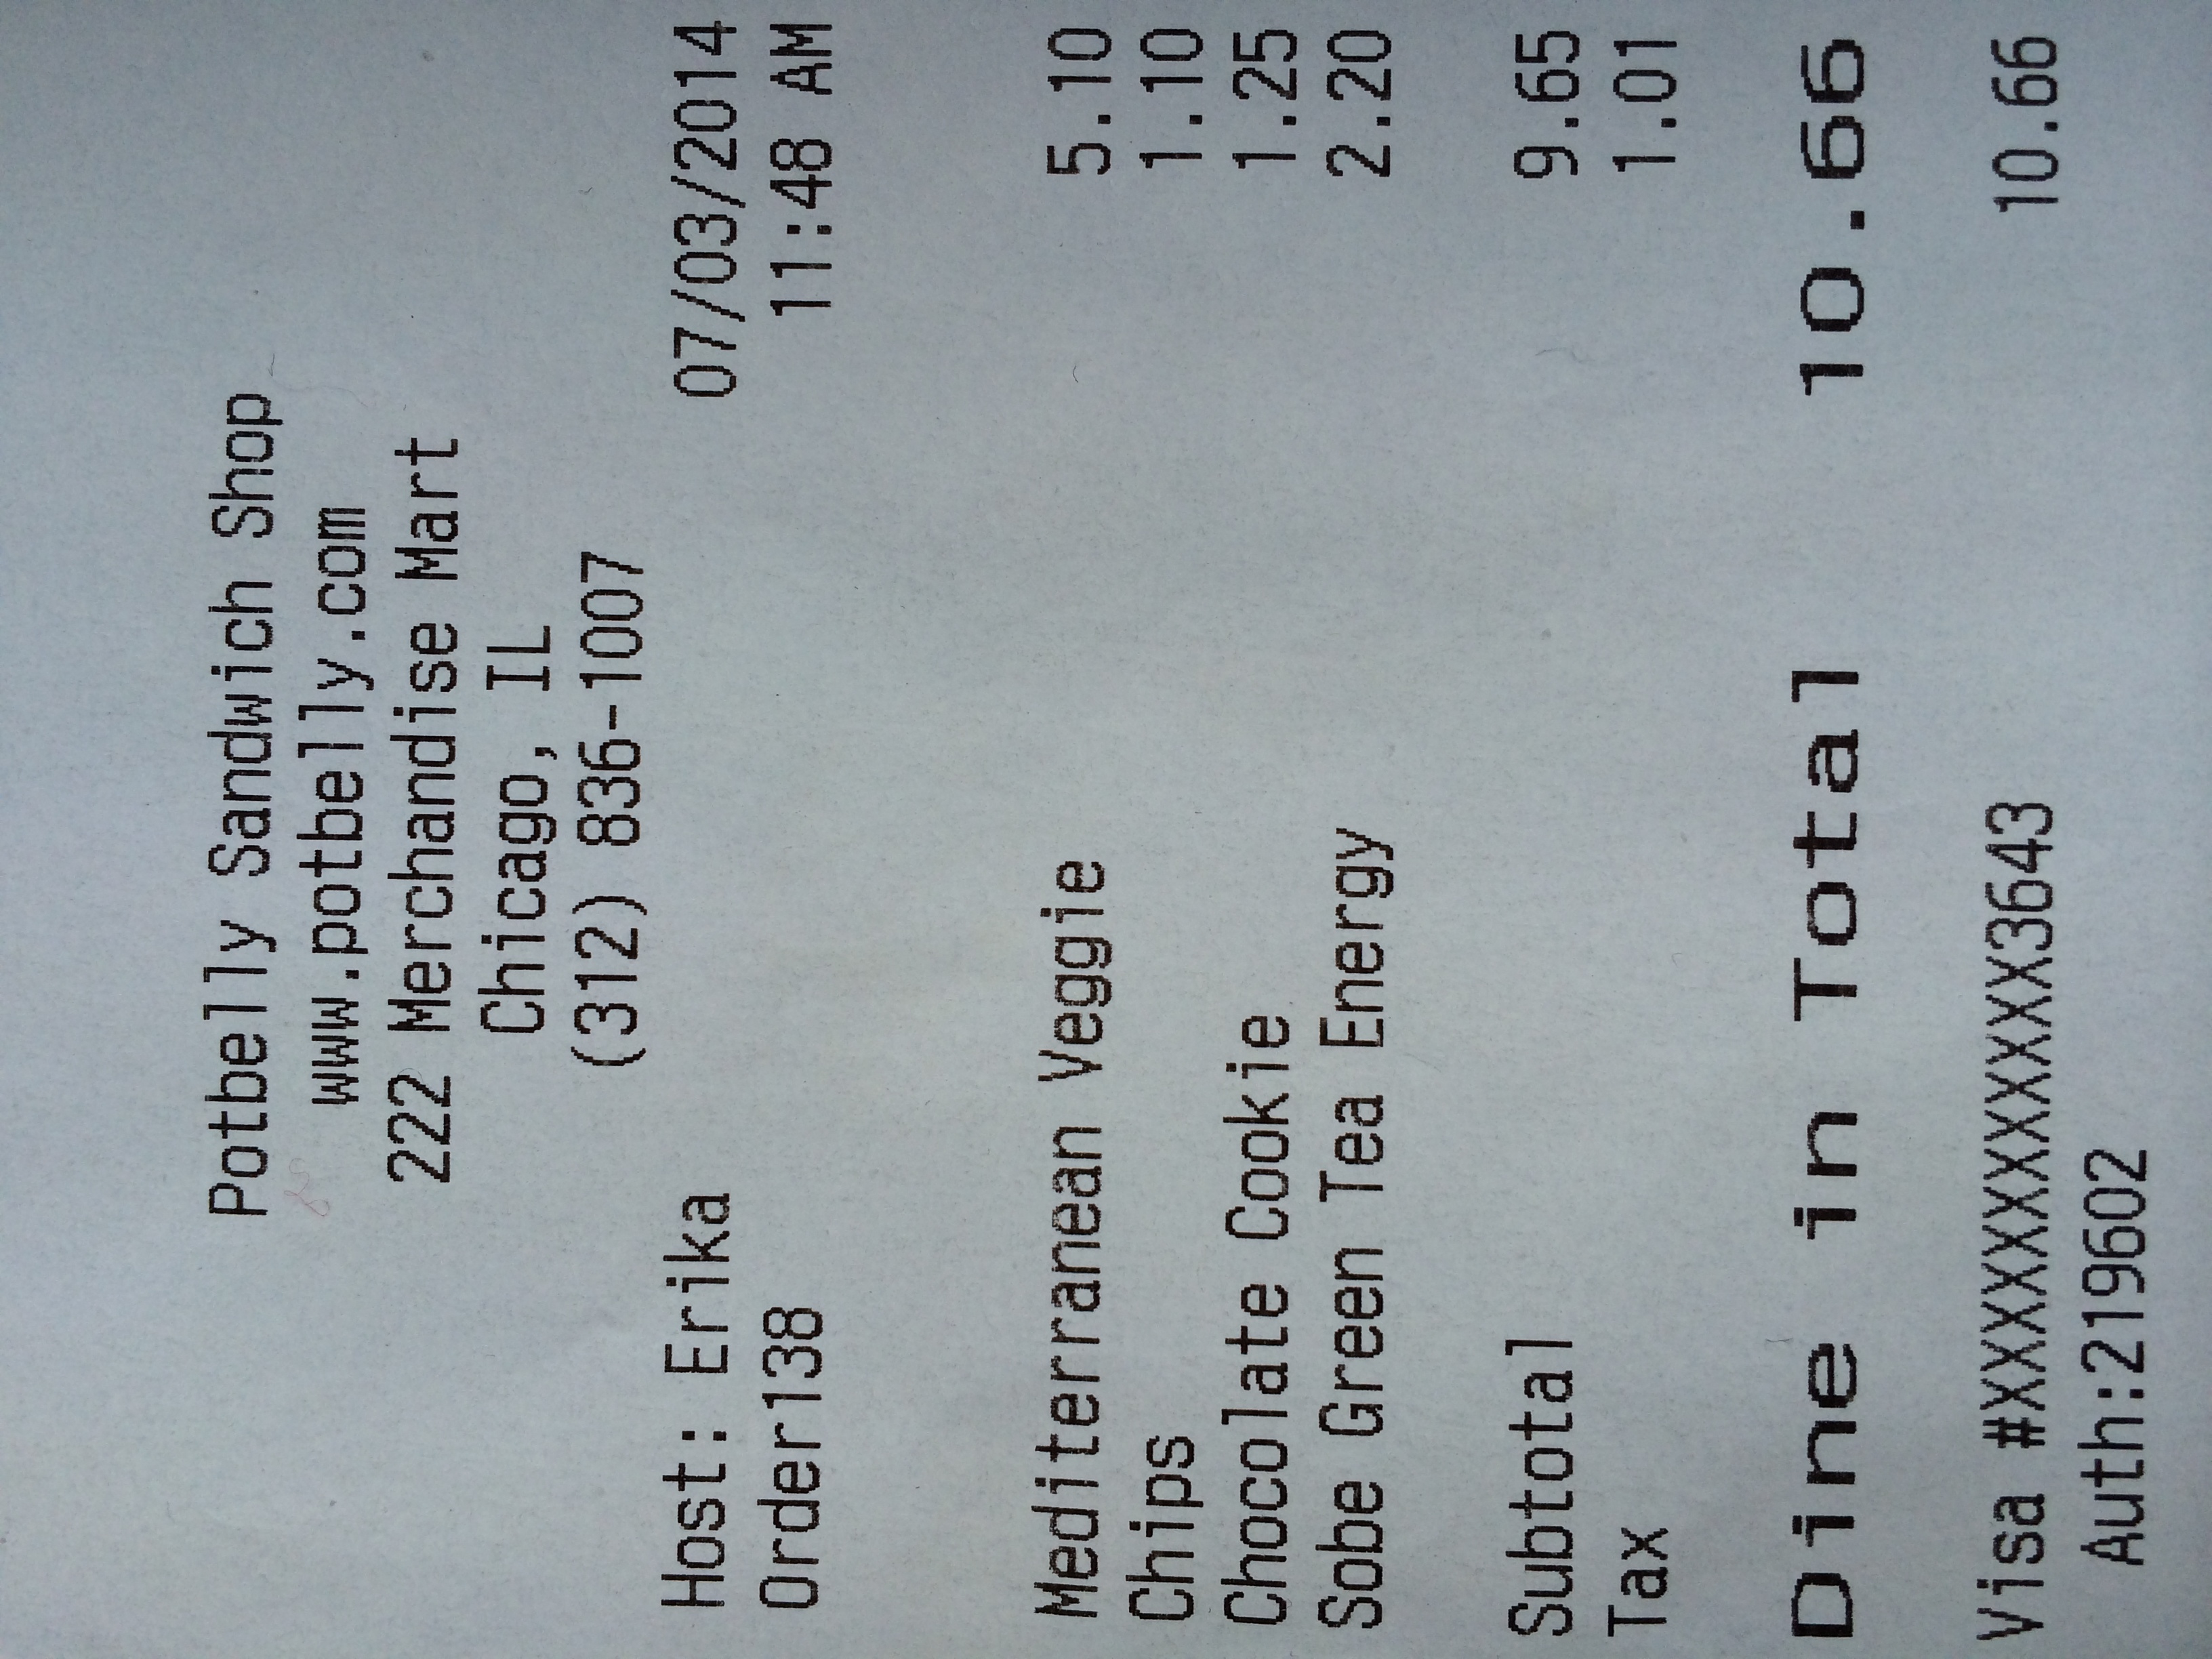 Potbelly Sandwich Shop
www.potbelly.com
222 Merchandise Mart
Chicago, IL
(312) 836-1007
Host: Erika 07/03/2014
Order138 11:48 AM
Mediterranean Veggie 5.10
Chips 1.10
Chocolate Cookie 1.25
Sobe Green Tea Energy 2.20
Subtotal 9.65
Tax 1.01
Dine in Total 10.66
Visa #XXXXXXXXXXXX3643 10.66
Auth:219602